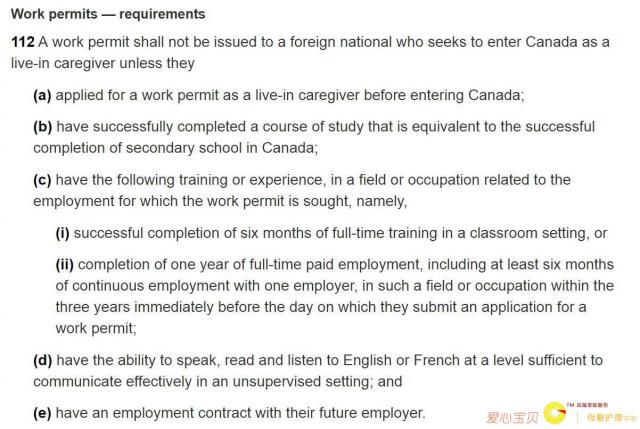 Work permits — requirements
112 A work permit shall not be issued to a foreign national who seeks to enter Canada as a
live-in caregiver unless they
(a) applied for a work permit as a live-in caregiver before entering Canada;
(b) have successfully completed a course of study that is equivalent to the successful
completion of secondary school in Canada;
(c) have the following training or experience, in a field or occupation related to the
employment for which the work permit is sought, namely,
(i) successful completion of six months of full-time training in a classroom setting, or
(ii) completion of one year of full-time paid employment, including at least six months
of continuous employment with one employer, in such a field or occupation within the
three years immediately before the day on which they submit an application for a
work permit;
(d) have the ability to speak, read and listen to English or French at a level sufficient to
communicate effectively in an unsupervised setting; and
(e) have an employment contract with their future employer.
爱心宝贝
TM 高端家政服务
母婴护理中心